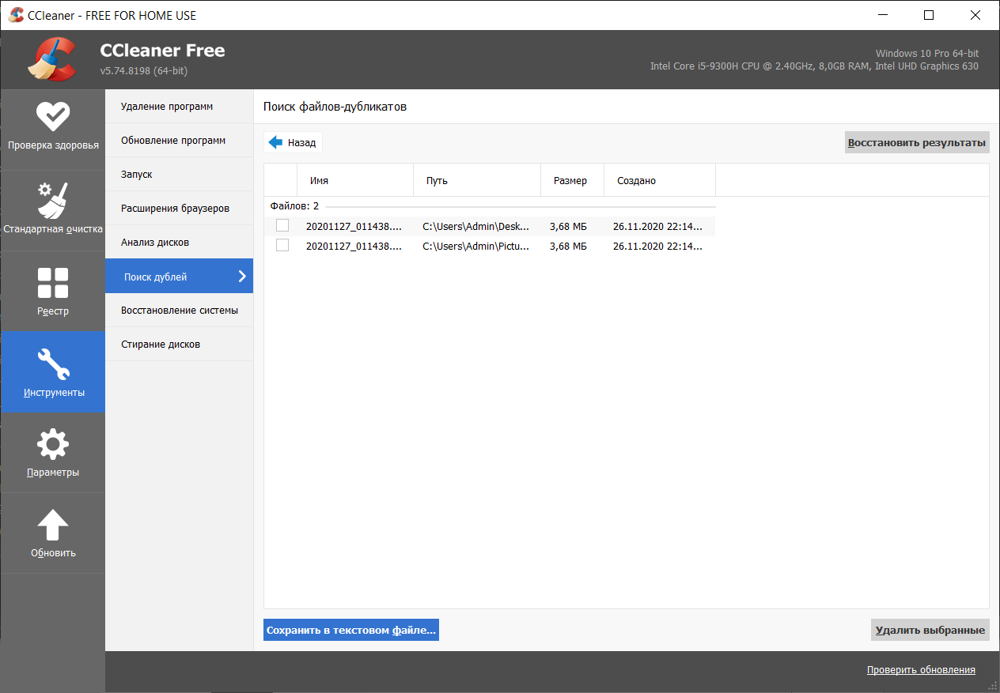 CCleaner - FREE FOR HOME USE
CCleaner Free
v5.74.8198 (64-bit)
Windows 10 Pro 64-bit
Intel Core i5-9300H CPU @ 2.40GHz, 8,0GB RAM, Intel UHD Graphics 630
Проверка здоровья
Стандартная очистка
Реестр
Инструменты
Параметры
Обновить
Удаление программ
Обновление программ
Запуск
Расширения браузеров
Анализ дисков
Поиск дублей
Восстановление системы
Стирание дисков
Поиск файлов-дубликатов
Назад
Восстановить результаты
Имя Путь Размер Создано
Файлов: 2
20201127_011438.... C:\Users\Admin\Desk... 3,68 МБ 26.11.2020 22:14...
20201127_011438.... C:\Users\Admin\Pictu... 3,68 МБ 26.11.2020 22:14...
Сохранить в текстовом файле...
Удалить выбранные
Проверить обновления